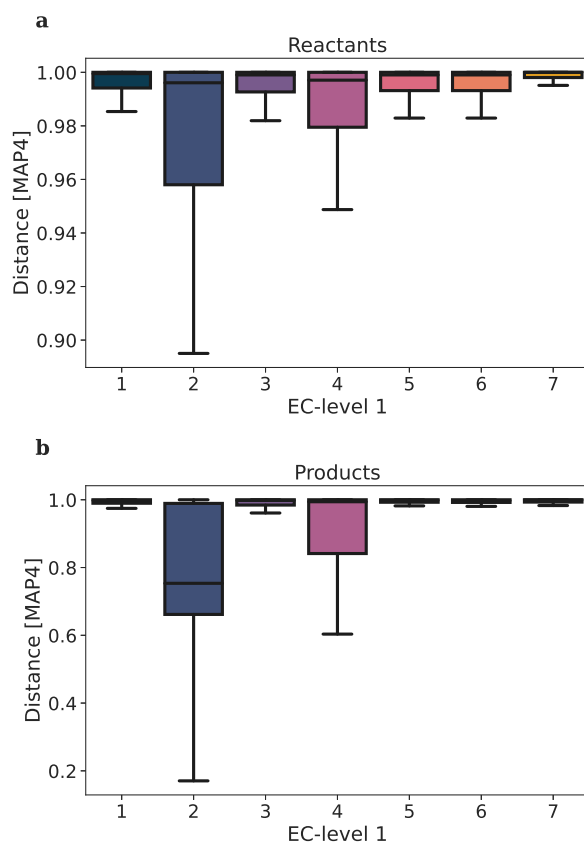 a
Reactants
1.00
0.98
0.96
0.94
0.92
0.90
Distance [MAP4]
1 2 3 4 5 6 7
EC-level 1
b
Products
1.0
0.8
0.6
0.4
0.2
Distance [MAP4]
1 2 3 4 5 6 7
EC-level 1